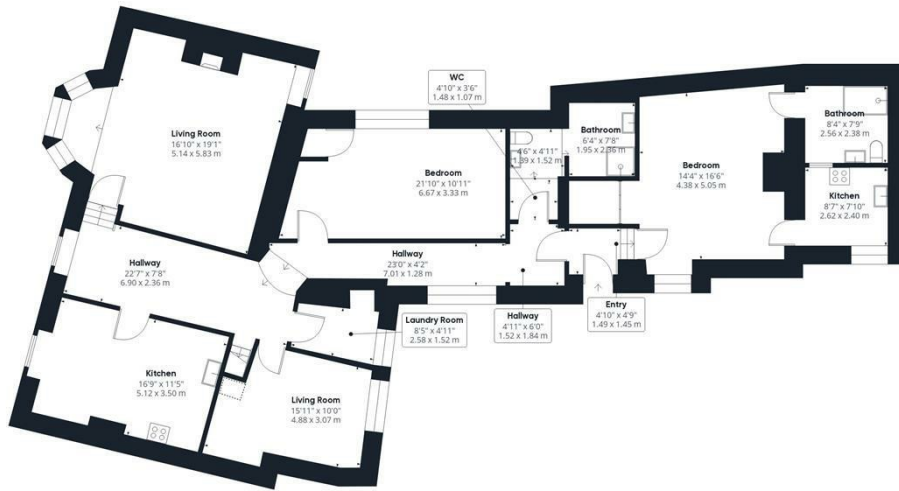 WC
4'10" x 3'6"
1.48 x 1.07 m
Living Room
16'10" x 19'1"
5.14 x 5.83 m
Bedroom
21'10" x 10'11"
6.67 x 3.33 m
4'6" x 4'11"
1.39 x 1.52 m
Bathroom
6'4" x 7'8"
1.95 x 2.36 m
Bedroom
14'4" x 16'6"
4.38 x 5.05 m
Bathroom
8'4" x 7'9"
2.56 x 2.38 m
Kitchen
8'7" x 7'10"
2.62 x 2.40 m
Hallway
22'7" x 7'8"
6.90 x 2.36 m
Hallway
23'0" x 4'2"
7.01 x 1.28 m
Laundry Room
8'5" x 4'11"
2.58 x 1.52 m
Hallway
4'11" x 6'0"
1.52 x 1.84 m
Entry
4'10" x 4'9"
1.49 x 1.45 m
Kitchen
16'9" x 11'5"
5.12 x 3.50 m
Living Room
15'11" x 10'0"
4.88 x 3.07 m